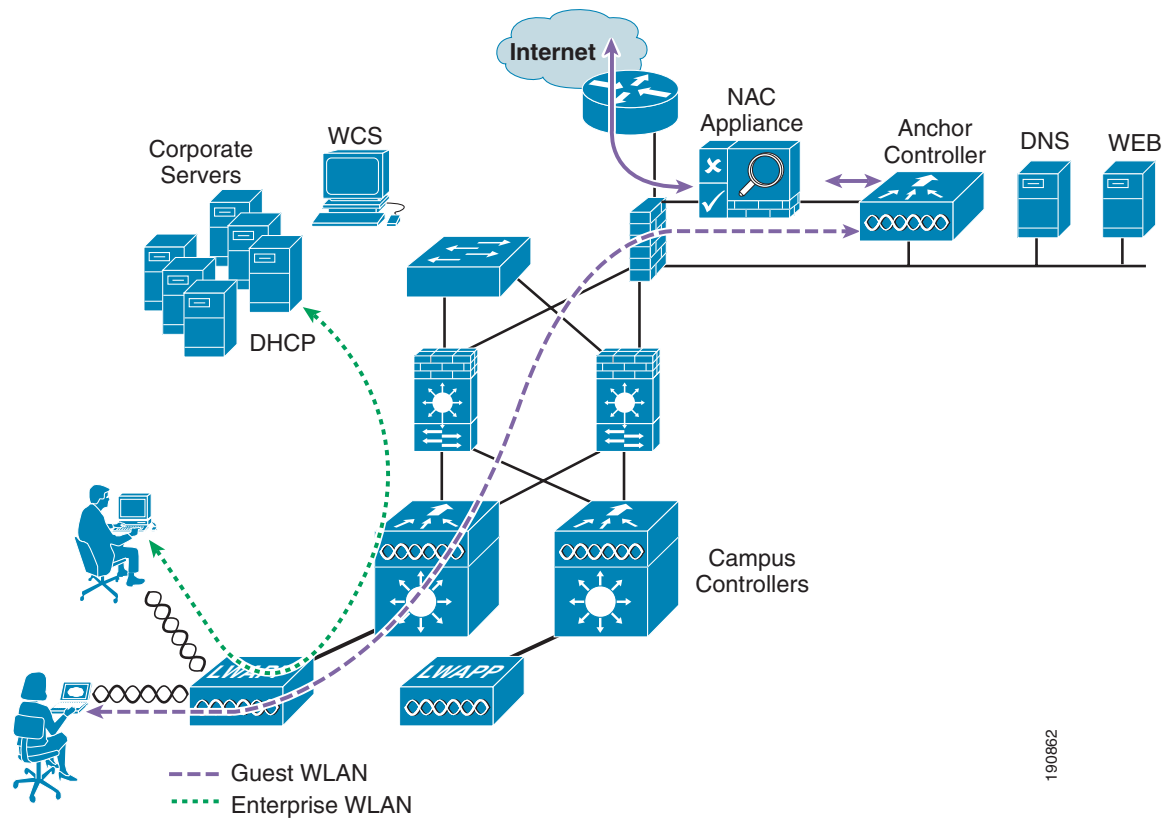 Internet
NAC
Appliance
Anchor
Controller
DNS
WEB
WCS
Corporate
Servers
DHCP
Campus
Controllers
LWAPP
LWAPP
190862
Guest WLAN
Enterprise WLAN